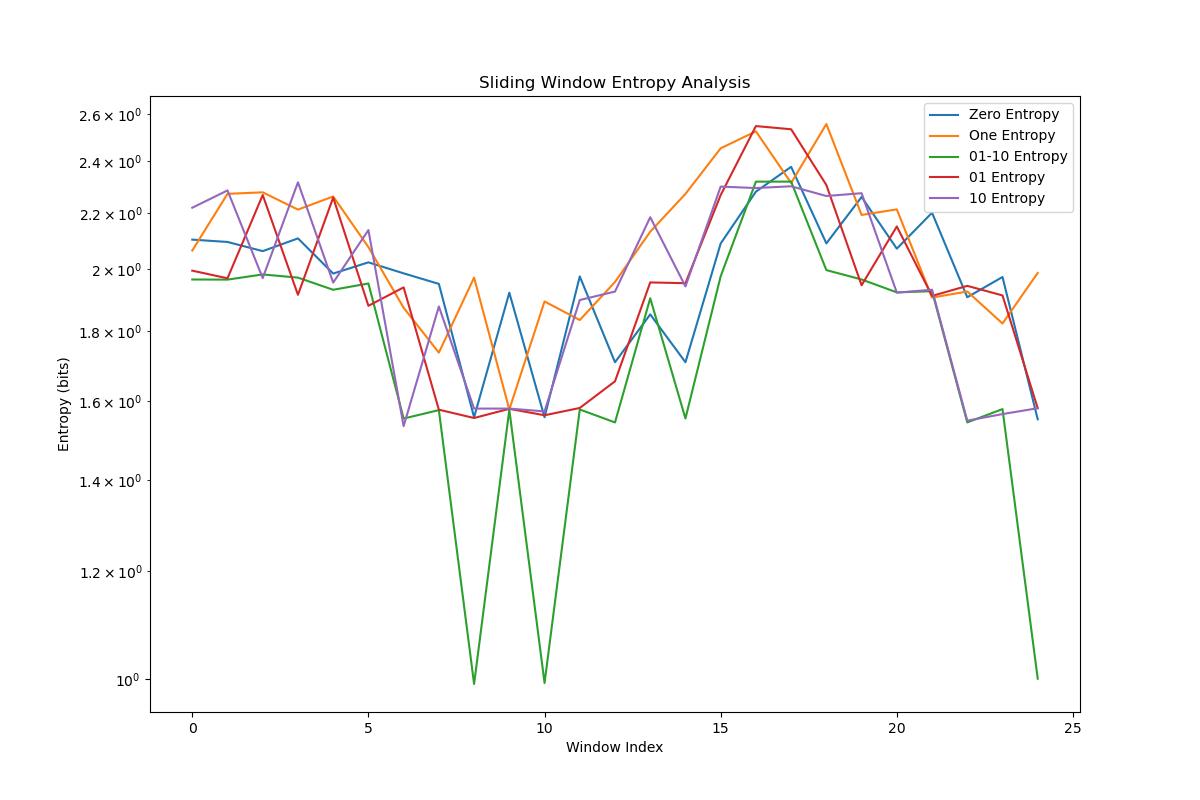 Sliding Window Entropy Analysis
Zero Entropy
One Entropy
01-10 Entropy
01 Entropy
10 Entropy
2.6 × 10⁰
2.4 × 10⁰
2.2 × 10⁰
2 × 10⁰
1.8 × 10⁰
1.6 × 10⁰
1.4 × 10⁰
1.2 × 10⁰
10⁰
Entropy (bits)
0 5 10 15 20 25
Window Index